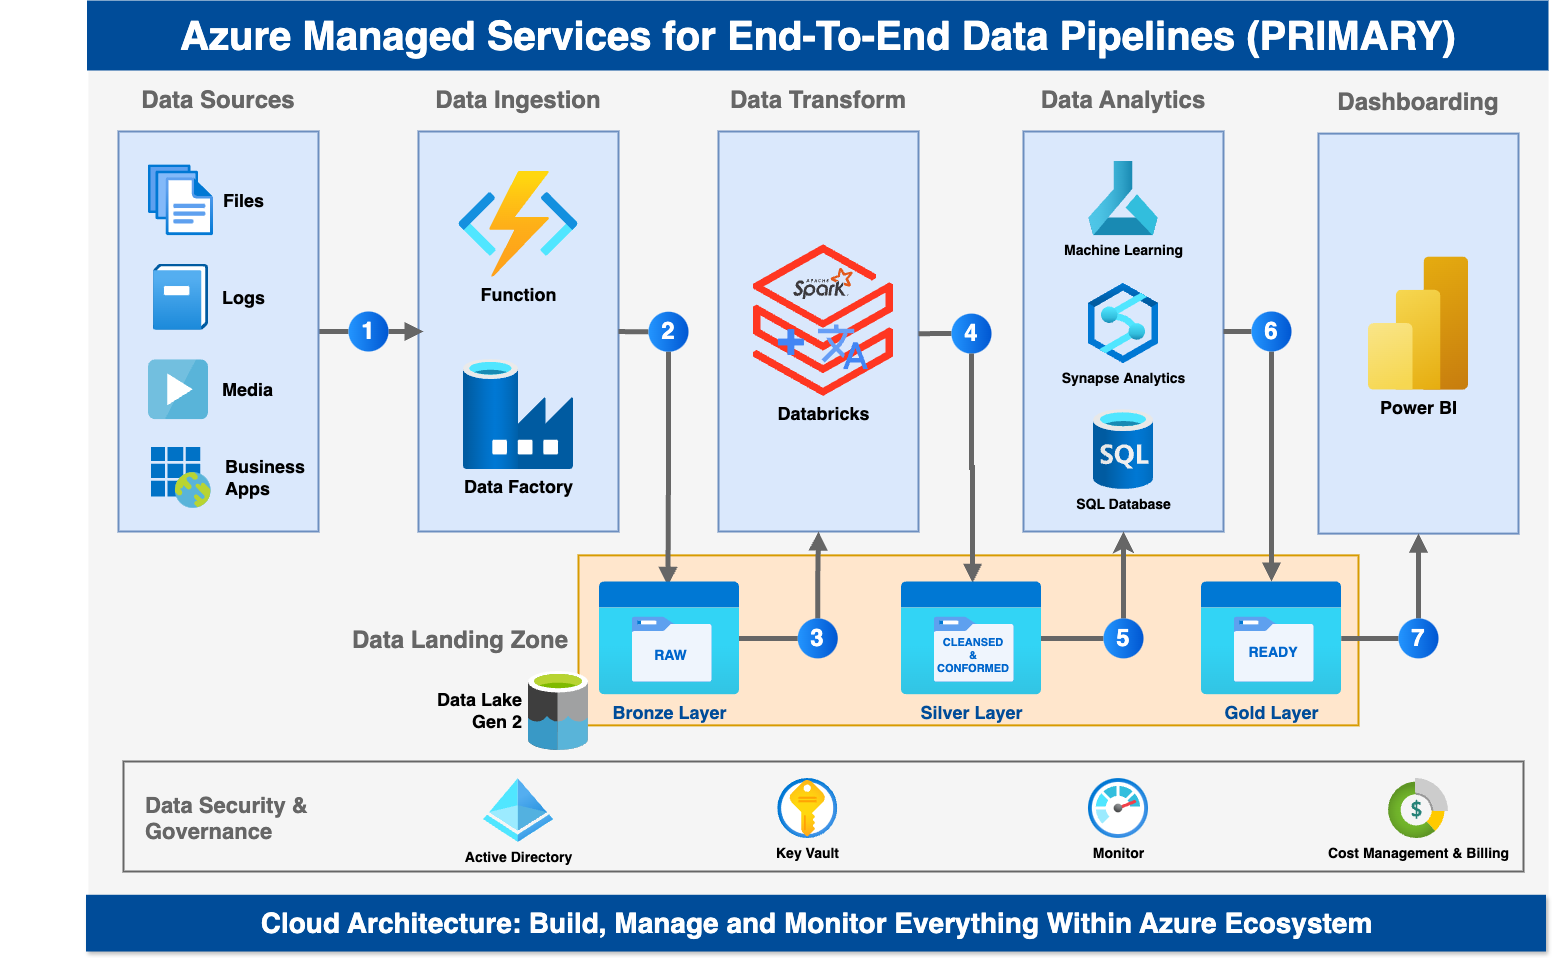 Azure Managed Services for End-To-End Data Pipelines (PRIMARY)
Data Sources
Data Ingestion
Data Transform
Data Analytics
Dashboarding
Files
Logs
Media
Business
Apps
1
Function
Data Factory
2
APACHE
Spark
文A
Databricks
4
Machine Learning
Synapse Analytics
SQL
SQL Database
6
Power BI
Data Landing Zone
Data Lake
Gen 2
RAW
Bronze Layer
3
CLEANSED
&
CONFORMED
Silver Layer
5
READY
Gold Layer
7
Data Security &
Governance
Active Directory
Key Vault
Monitor
$
Cost Management & Billing
Cloud Architecture: Build, Manage and Monitor Everything Within Azure Ecosystem